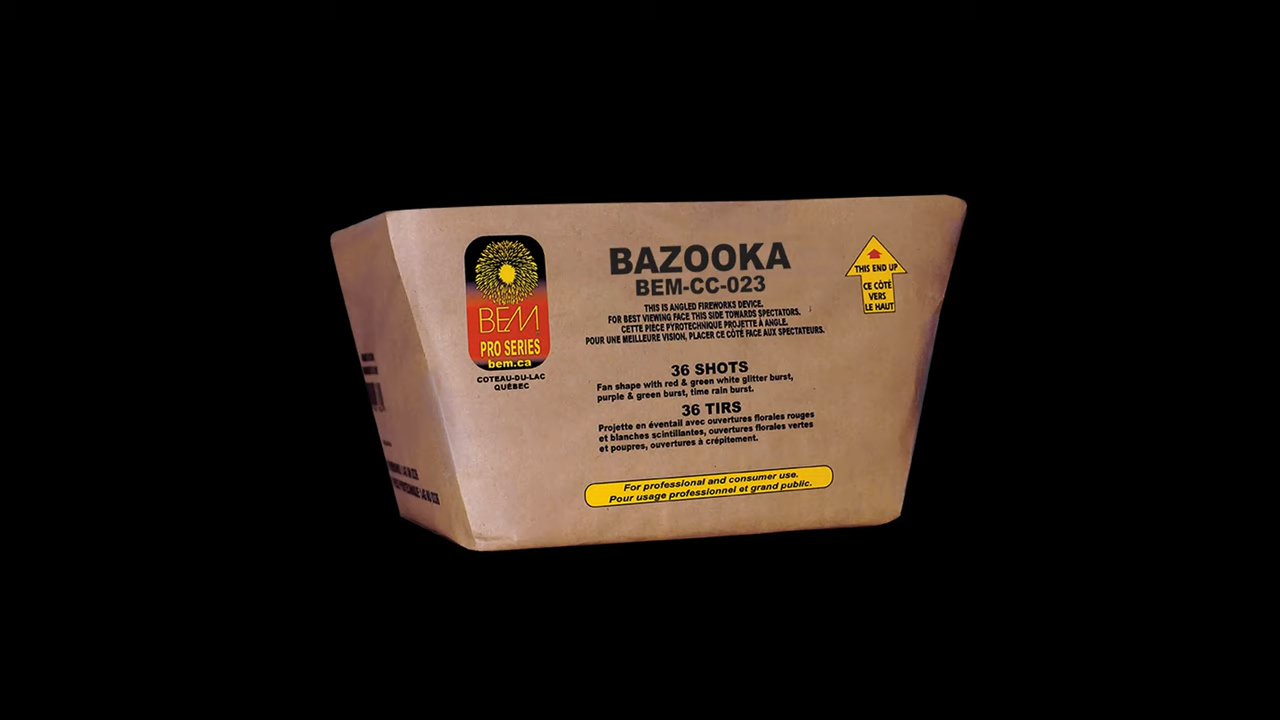 BEM
PRO SERIES
bem.ca
COTEAU-DU-LAC
QUÉBEC
BAZOOKA
BEM-CC-023
THIS IS ANGLED FIREWORKS DEVICE.
FOR BEST VIEWING FACE THIS SIDE TOWARDS SPECTATORS.
CETTE PIÈCE PYROTECHNIQUE PROJETTE À ANGLE.
POUR UNE MEILLEURE VISION, PLACER CE CÔTÉ FACE AUX SPECTATEURS.
36 SHOTS
Fan shape with red & green white glitter burst,
purple & green burst, time rain burst.
36 TIRS
Projette en éventail avec ouvertures florales rouges
et blanches scintillantes, ouvertures florales vertes
et poupres, ouvertures à crépitement.
For professional and consumer use.
Pour usage professionnel et grand public.
THIS END UP
CE CÔTÉ
VERS
LE HAUT